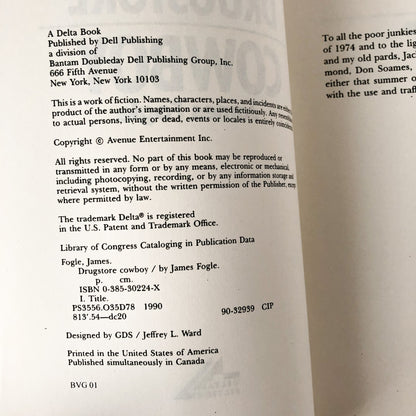 A Delta Book
Published by Dell Publishing
a division of
Bantam Doubleday Dell Publishing Group, Inc.
666 Fifth Avenue
New York, New York 10103
This is a work of fiction. Names, characters, places, and incidents are either
product of the author's imagination or are used fictitiously. Any resemblance
to actual persons, living or dead, events or locales is entirely coincidental.
Copyright © Avenue Entertainment Inc.
All rights reserved. No part of this book may be reproduced or
transmitted in any form or by any means, electronic or mechanical,
including photocopying, recording, or by any information storage and
retrieval system, without the written permission of the Publisher, except
where permitted by law.
The trademark Delta® is registered
in the U.S. Patent and Trademark Office.
Library of Congress Cataloging in Publication Data
Fogle, James.
Drugstore cowboy / by James Fogle.
p. cm.
ISBN 0-385-30224-X
I. Title.
PS3556.O35D78 1990
813'.54—dc20 90-32939 CIP
Designed by GDS / Jeffrey L. Ward
Printed in the United States of America
Published simultaneously in Canada
BVG 01
To all the poor junkies
of 1974 and to the lig
and my old pards, Jac
mond, Don Soames,
either that summer o
with the use and traff